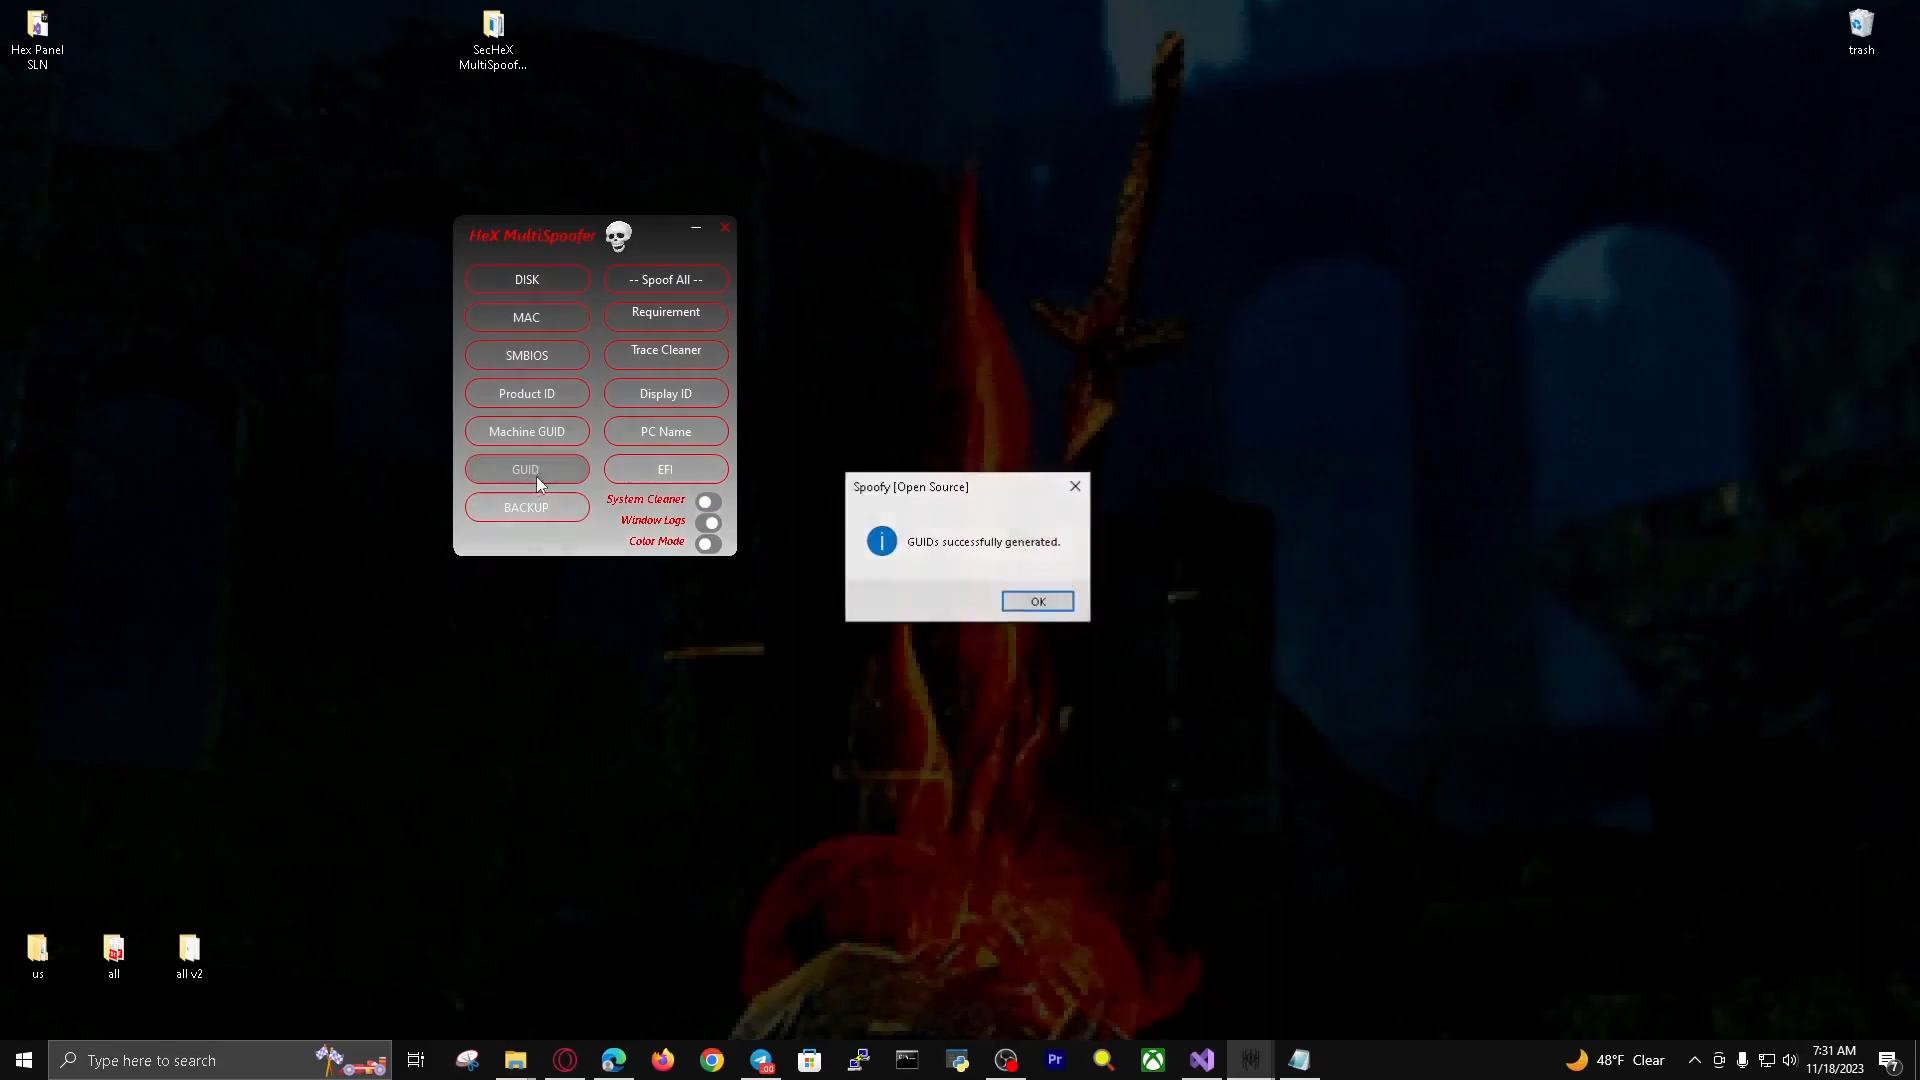 Hex Panel
SLN
SecHeX
MultiSpoof...
trash
HeX MultiSpoofer
DISK
-- Spoof All --
MAC
Requirement
SMBIOS
Trace Cleaner
Product ID
Display ID
Machine GUID
PC Name
GUID
EFI
BACKUP
System Cleaner
Window Logs
Color Mode
Spoofy [Open Source]
GUIDs successfully generated.
OK
us
all
all v2
Type here to search
Pr
48°F Clear
7:31 AM
11/18/2023
7